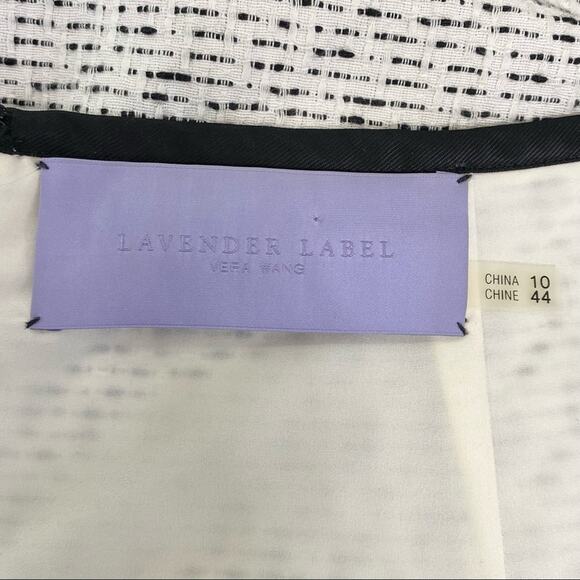 LAVENDER LABEL
VERA WANG
CHINA 10
CHINE 44